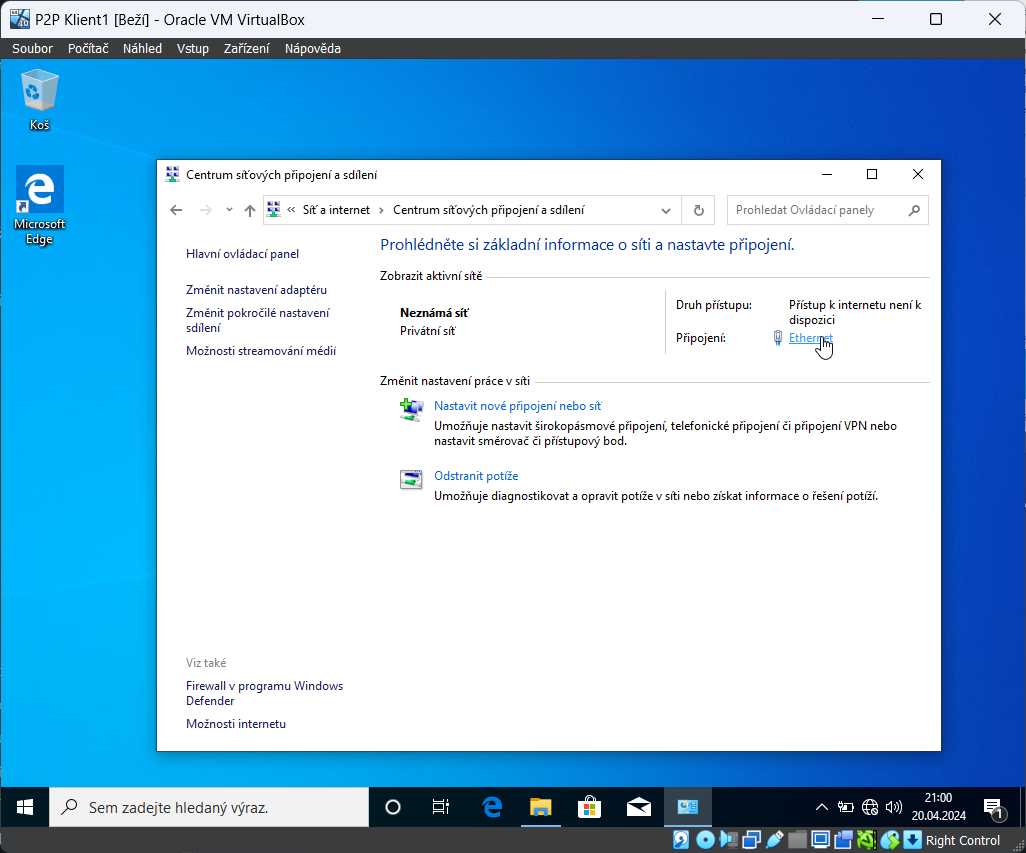 P2P Klient1 [Beží] - Oracle VM VirtualBox
Soubor Počítač Náhled Vstup Zařízení Nápověda
Koš
Microsoft
Edge
Centrum síťových připojení a sdílení
« Síť a internet › Centrum síťových připojení a sdílení
Prohledat Ovládací panely
Hlavní ovládací panel
Změnit nastavení adaptéru
Změnit pokročilé nastavení
sdílení
Možnosti streamování médií
Prohlédněte si základní informace o síti a nastavte připojení.
Zobrazit aktivní sítě
Neznámá síť
Privátní síť
Druh přístupu: Přístup k internetu není k
dispozici
Připojení: Ethernet
Změnit nastavení práce v síti
Nastavit nové připojení nebo síť
Umožňuje nastavit širokopásmové připojení, telefonické připojení či připojení VPN nebo
nastavit směrovač či přístupový bod.
Odstranit potíže
Umožňuje diagnostikovat a opravit potíže v síti nebo získat informace o řešení potíží.
Viz také
Firewall v programu Windows
Defender
Možnosti internetu
Sem zadejte hledaný výraz.
21:00
20.04.2024
1
Right Control